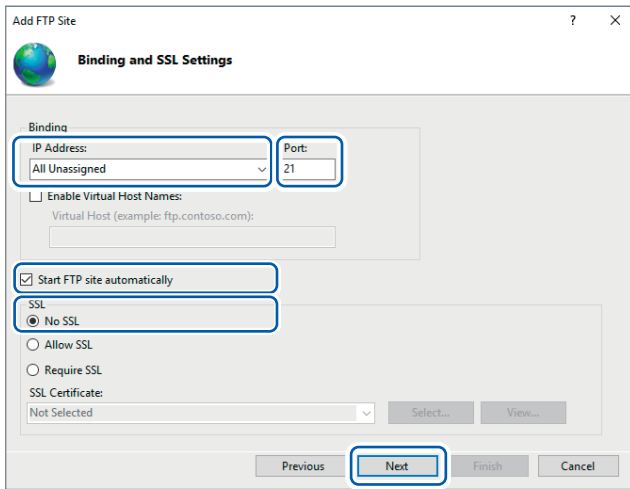 Add FTP Site
Binding and SSL Settings
Binding
IP Address: Port:
All Unassigned 21
Enable Virtual Host Names:
Virtual Host (example: ftp.contoso.com):
Start FTP site automatically
SSL
No SSL
Allow SSL
Require SSL
SSL Certificate:
Not Selected Select... View...
Previous Next Finish Cancel